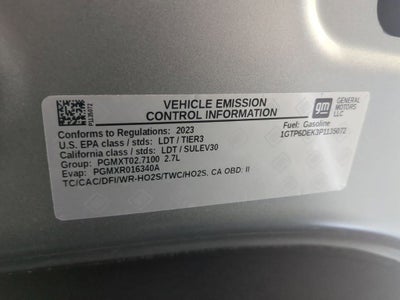 P1135072
VEHICLE EMISSION
CONTROL INFORMATION
gm
GENERAL
MOTORS
LLC
Fuel: Gasoline
1GTP6DEK3P1135072
Conforms to Regulations: 2023
U.S. EPA class / stds: LDT / TIER3
California class / stds: LDT / SULEV30
Group: PGMXT02.7100 2.7L
Evap: PGMXR016340A
TC/CAC/DFI/WR-HO2S/TWC/HO2S. CA OBD: II